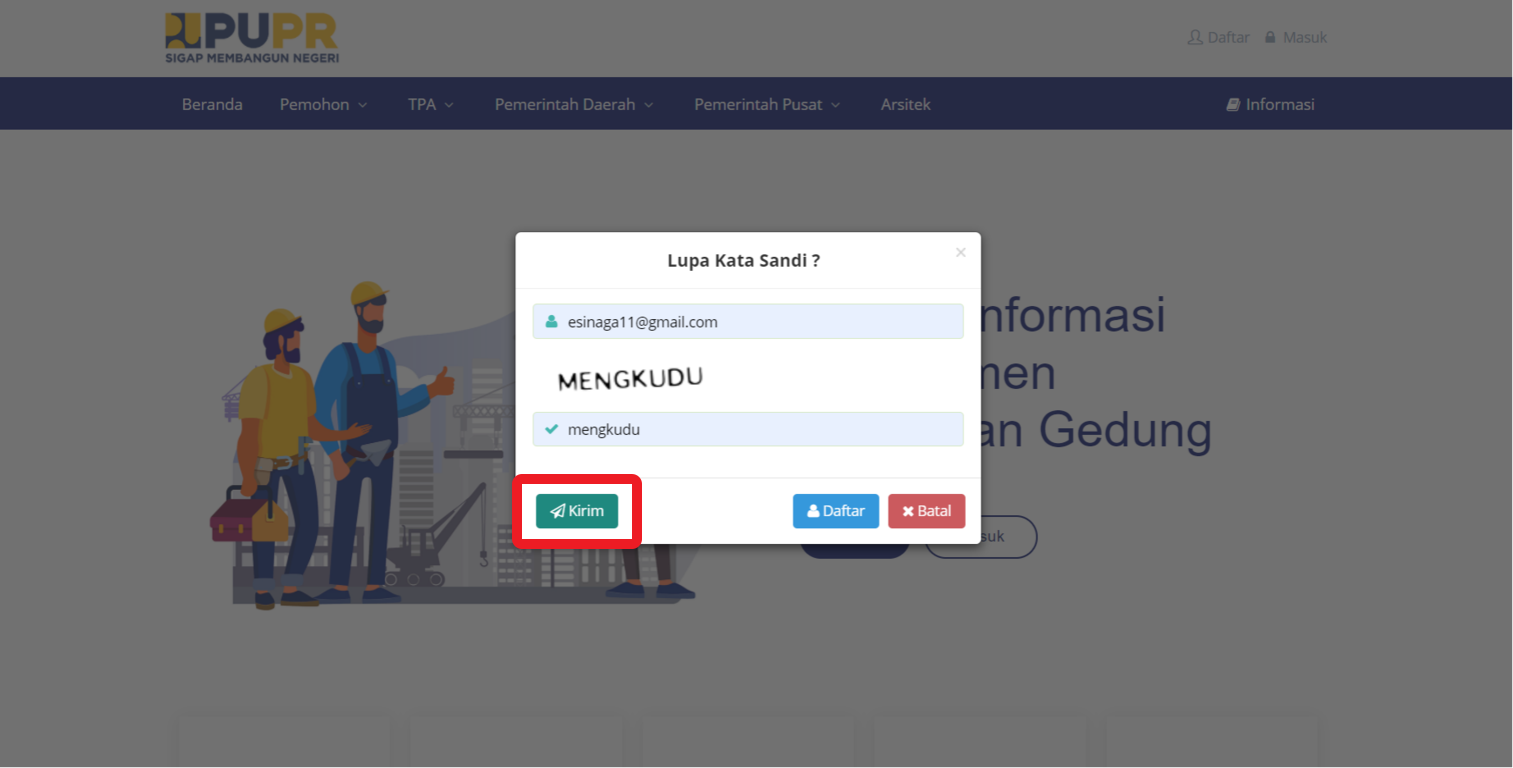 PUPR
SIGAP MEMBANGUN NEGERI
Daftar Masuk
Beranda Pemohon TPA Pemerintah Daerah Pemerintah Pusat Arsitek Informasi
Lupa Kata Sandi ?
×
esinaga11@gmail.com
MENGKUDU
mengkudu
Kirim Daftar Batal
nformasi
men
an Gedung
suk